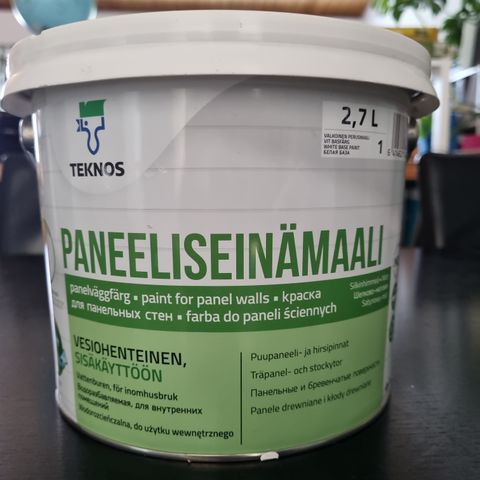 TEKNOS
2,7 L
VALKOINEN PERUSMAALI
VIT BASFÄRG
WHITE BASE PAINT
БЕЛАЯ БАЗА
1
PANEELISEINÄMAALI
panelväggfärg • paint for panel walls • краска
для панельных стен • farba do paneli ściennych
VESIOHENTEINEN,
SISÄKÄYTTÖÖN
Vattenburen, för inomhusbruk
Водоразбавляемая, для внутренних
помещений
Wodorozcieńczalna, do użytku wewnętrznego
Puupaneeli- ja hirsipinnat
Träpanel- och stockytor
Панельные и бревенчатые поверхности
Panele drewniane i kłody drewniane